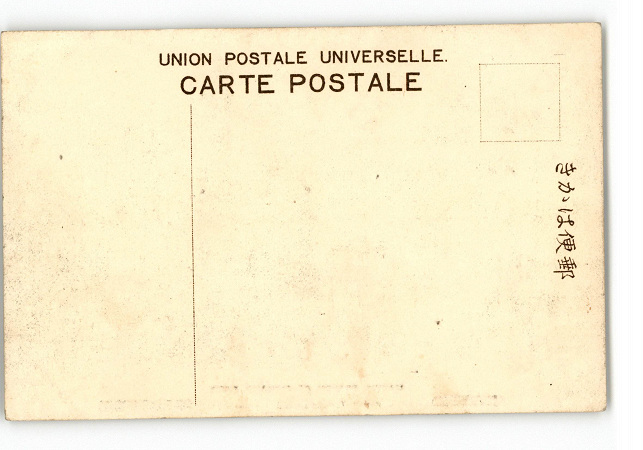 UNION POSTALE UNIVERSELLE.
CARTE POSTALE
郵便はかき